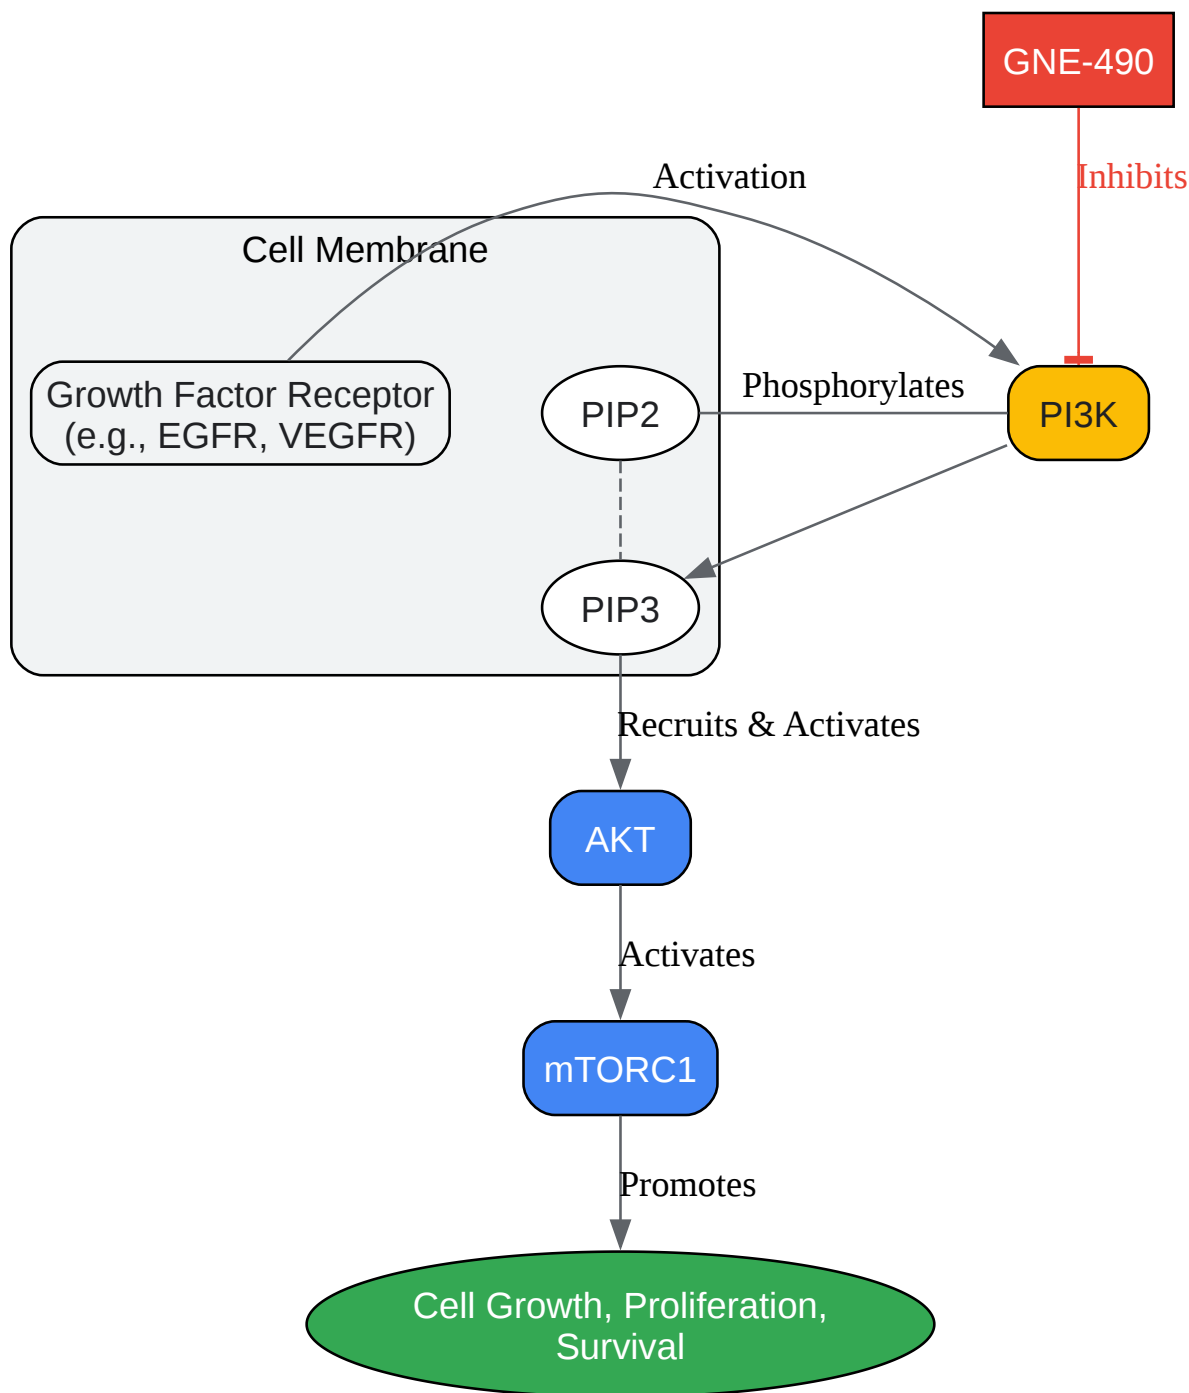 GNE-490
Activation
Inhibits
Cell Membrane
Growth Factor Receptor
(e.g., EGFR, VEGFR)
PIP2
Phosphorylates
PI3K
PIP3
Recruits & Activates
AKT
Activates
mTORC1
Promotes
Cell Growth, Proliferation,
Survival